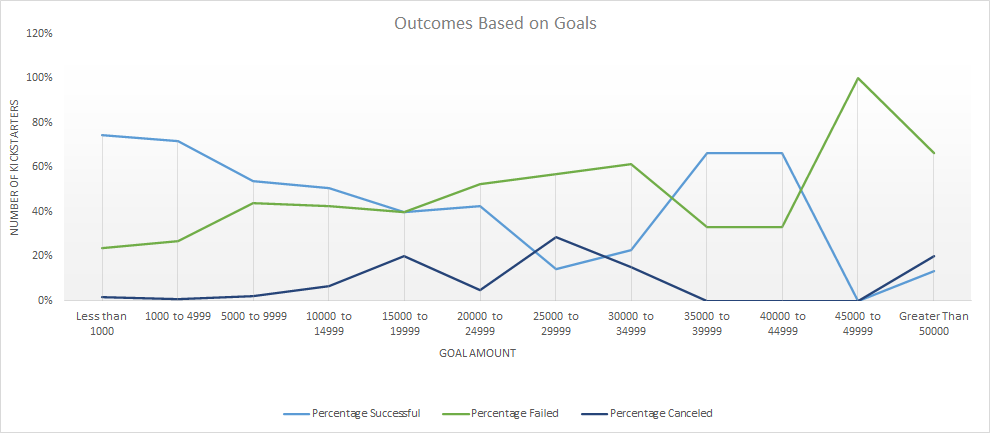 Outcomes Based on Goals
120%
100%
80%
60%
40%
20%
0%
NUMBER OF KICKSTARTERS
Less than 1000
1000 to 4999
5000 to 9999
10000 to 14999
15000 to 19999
20000 to 24999
25000 to 29999
30000 to 34999
35000 to 39999
40000 to 44999
45000 to 49999
Greater Than 50000
GOAL AMOUNT
Percentage Successful
Percentage Failed
Percentage Canceled